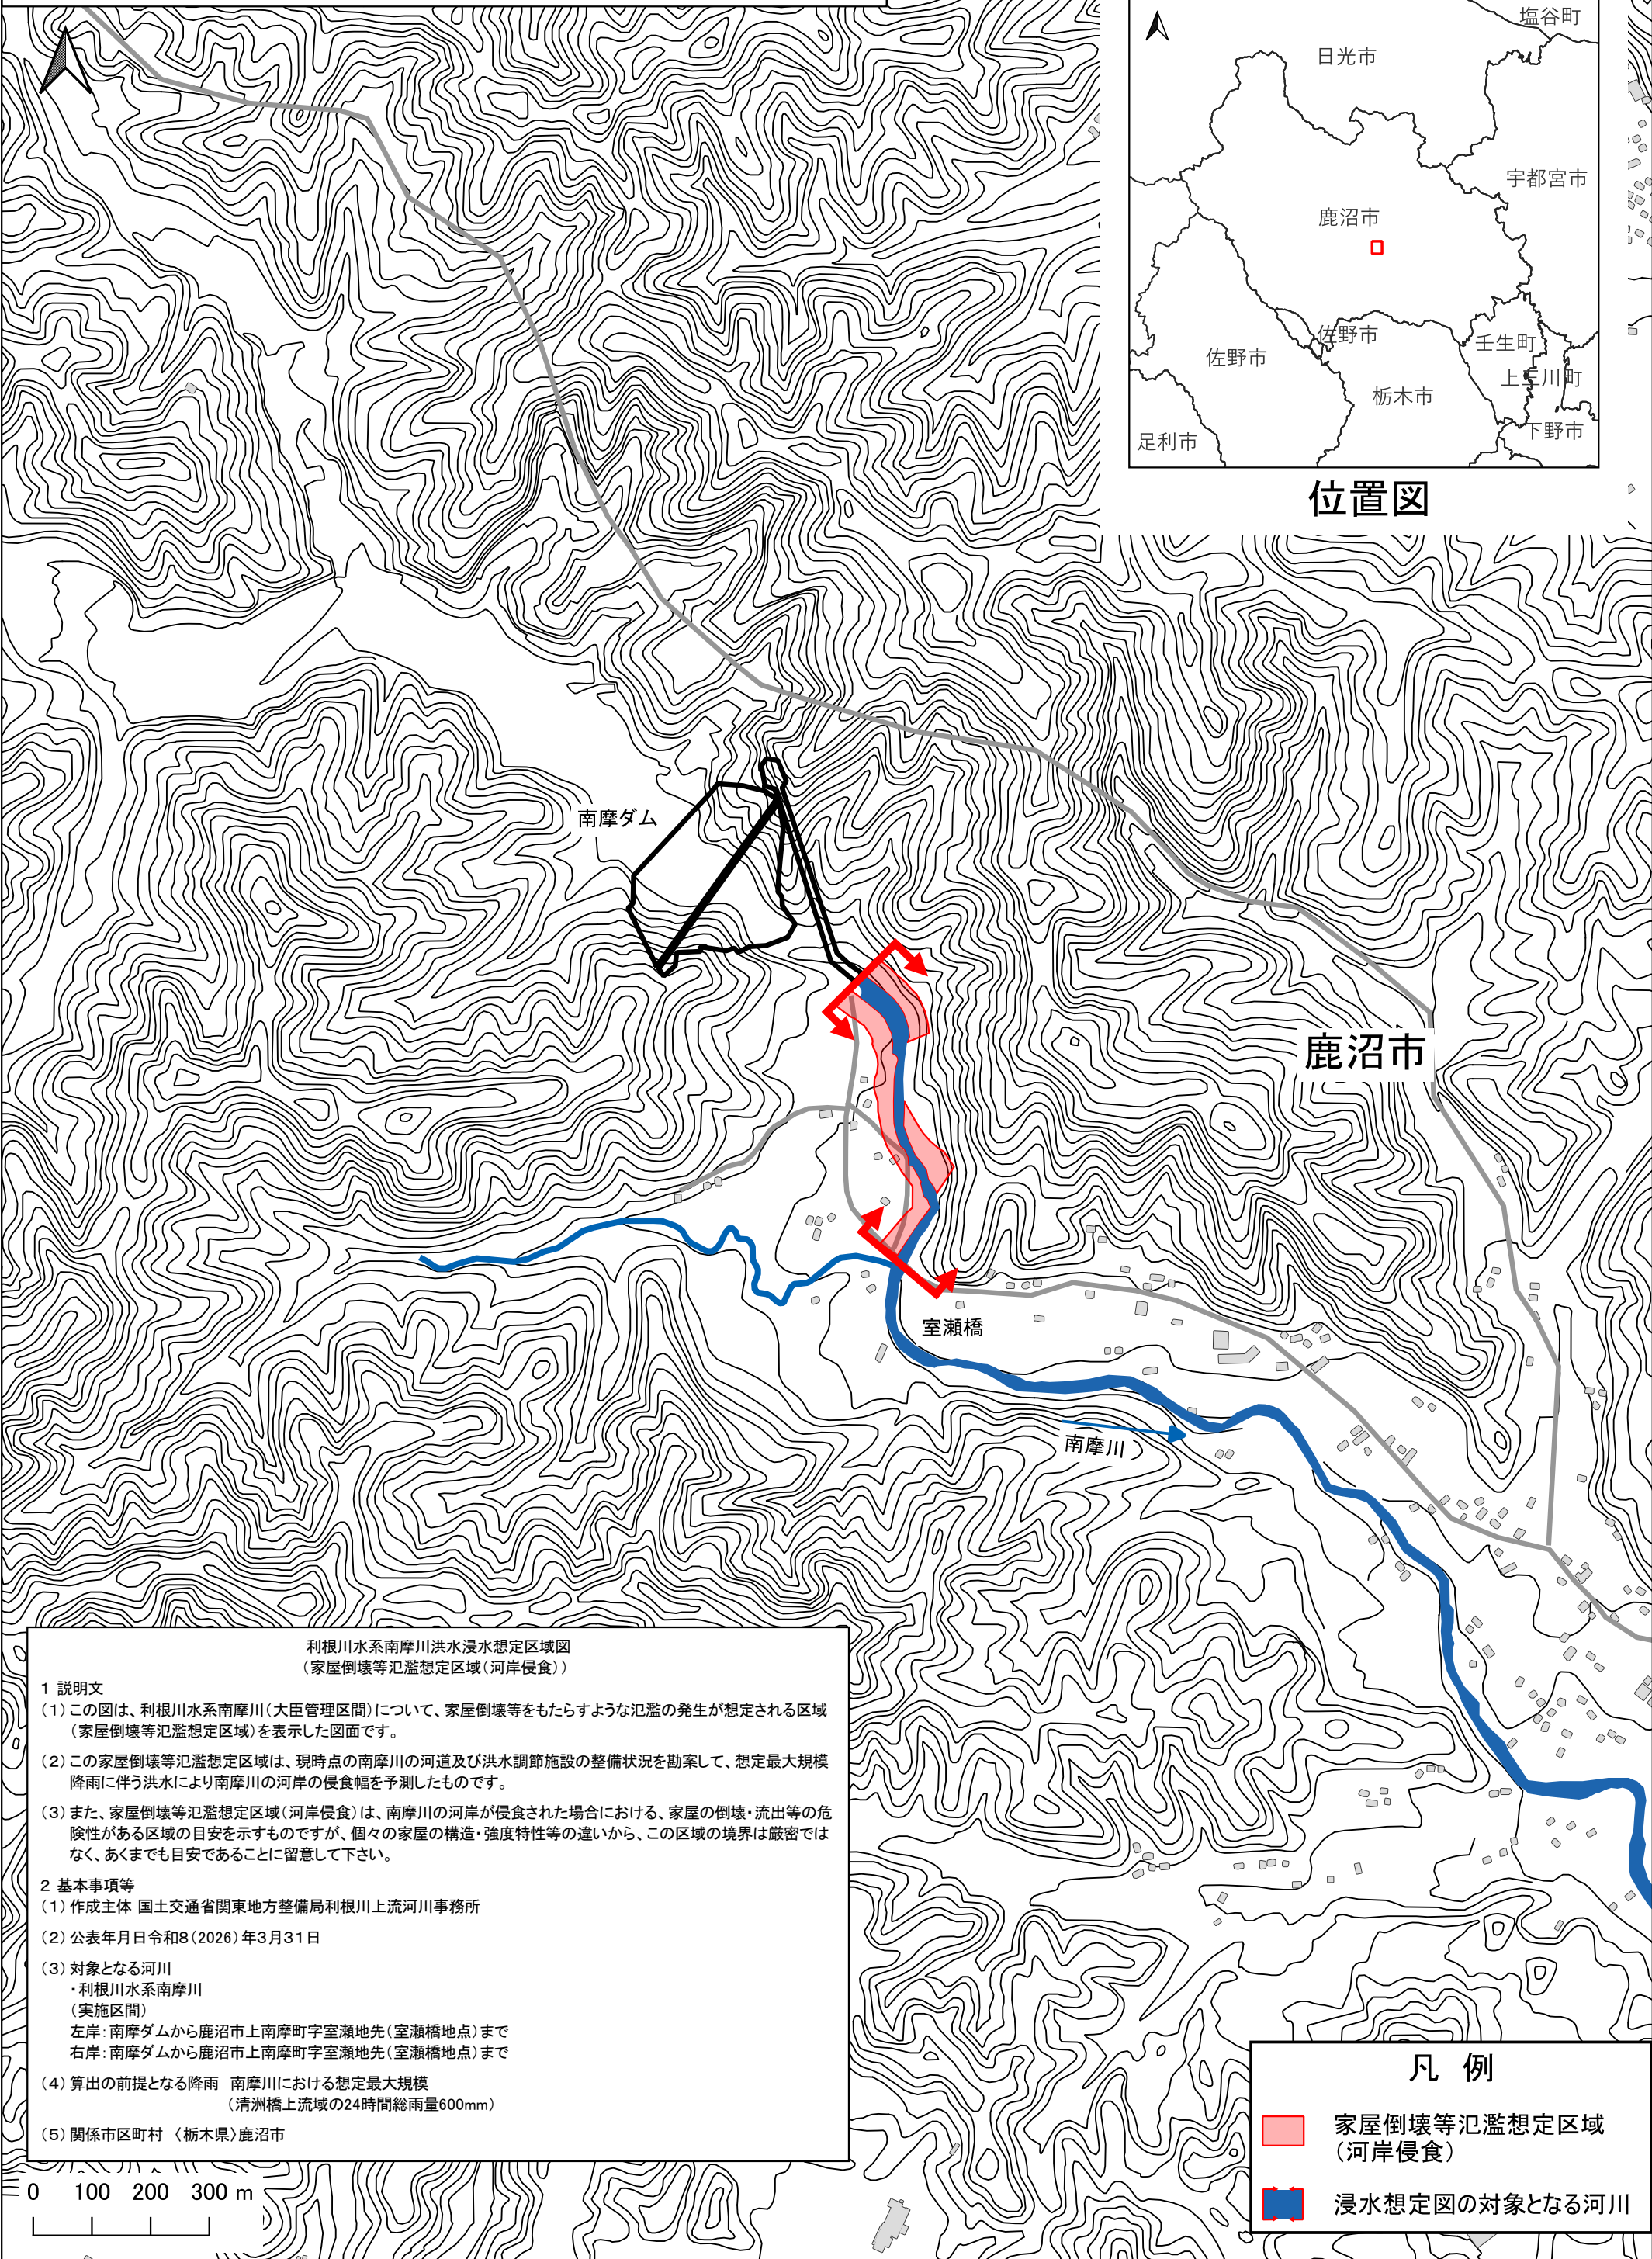 塩谷町
日光市
宇都宮市
鹿沼市
佐野市
佐野市
壬生町
上三川町
栃木市
下野市
足利市
位置図
南摩ダム
鹿沼市
室瀬橋
南摩川
利根川水系南摩川洪水浸水想定区域図
（家屋倒壊等氾濫想定区域（河岸侵食））
1 説明文
（1）この図は、利根川水系南摩川（大臣管理区間）について、家屋倒壊等をもたらすような氾濫の発生が想定される区域
（家屋倒壊等氾濫想定区域）を表示した図面です。
（2）この家屋倒壊等氾濫想定区域は、現時点の南摩川の河道及び洪水調節施設の整備状況を勘案して、想定最大規模
降雨に伴う洪水により南摩川の河岸の侵食幅を予測したものです。
（3）また、家屋倒壊等氾濫想定区域（河岸侵食）は、南摩川の河岸が侵食された場合における、家屋の倒壊・流出等の危
険性がある区域の目安を示すものですが、個々の家屋の構造・強度特性等の違いから、この区域の境界は厳密では
なく、あくまでも目安であることに留意して下さい。
2 基本事項等
（1）作成主体 国土交通省関東地方整備局利根川上流河川事務所
（2）公表年月日令和8（2026）年3月31日
（3）対象となる河川
・利根川水系南摩川
（実施区間）
左岸：南摩ダムから鹿沼市上南摩町字室瀬地先（室瀬橋地点）まで
右岸：南摩ダムから鹿沼市上南摩町字室瀬地先（室瀬橋地点）まで
（4）算出の前提となる降雨 南摩川における想定最大規模
（清洲橋上流域の24時間総雨量600mm）
（5）関係市区町村 〈栃木県〉鹿沼市
0 100 200 300 m
凡 例
家屋倒壊等氾濫想定区域
（河岸侵食）
浸水想定図の対象となる河川